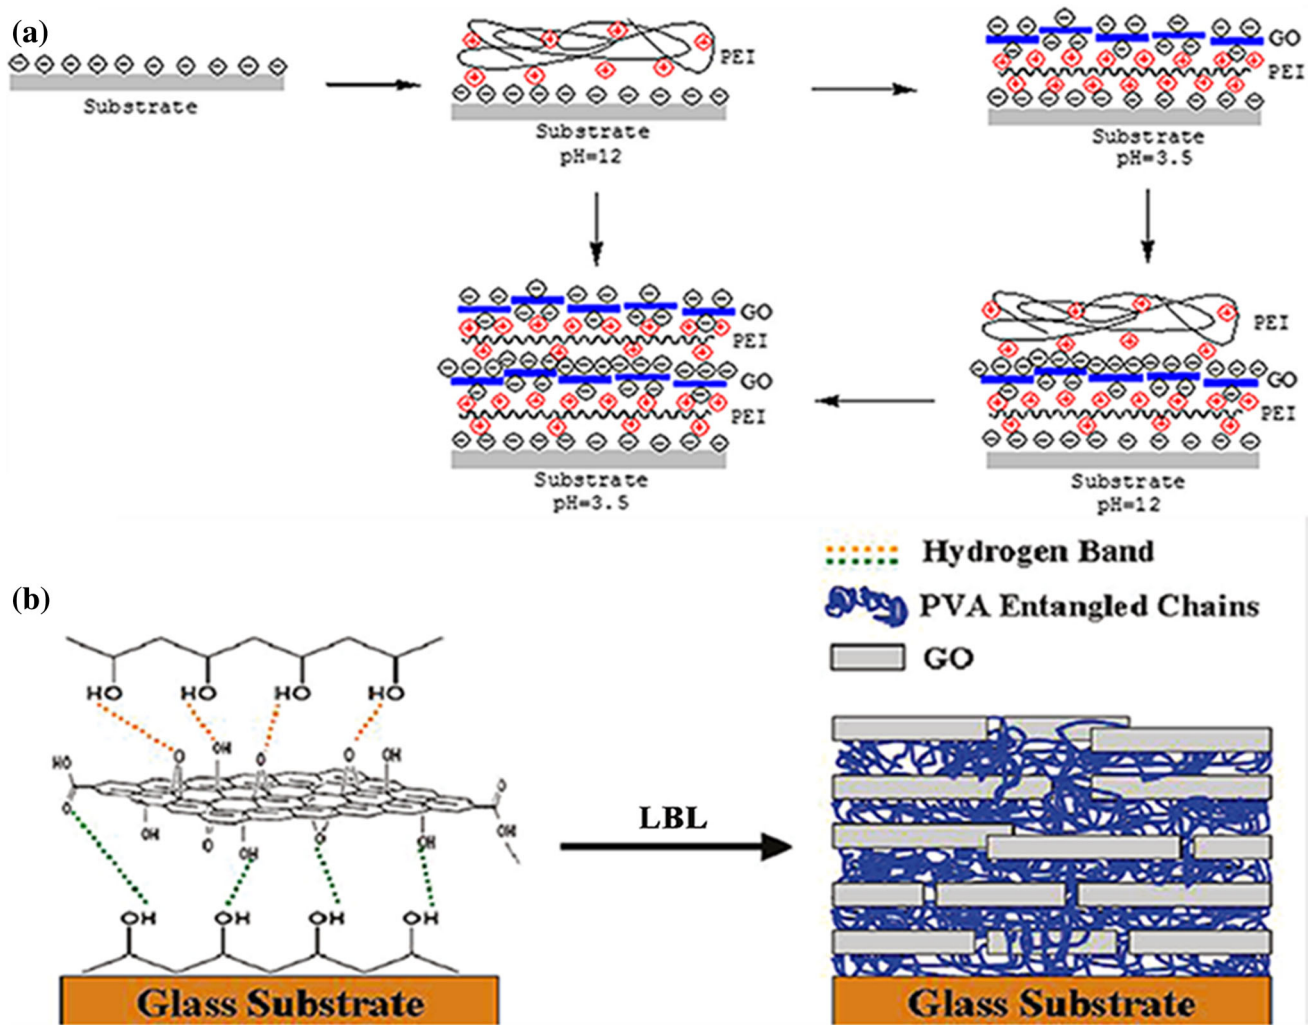 (a)
Substrate
PEI
Substrate
pH=12
GO
PEI
Substrate
pH=3.5
GO
PEI
GO
PEI
Substrate
pH=3.5
PEI
GO
PEI
Substrate
pH=12
(b)
Hydrogen Band
PVA Entangled Chains
GO
HO HO HO HO
O OH O O OH
HO O O
OH O OH O OH OH
LBL
OH OH OH OH
Glass Substrate
Glass Substrate